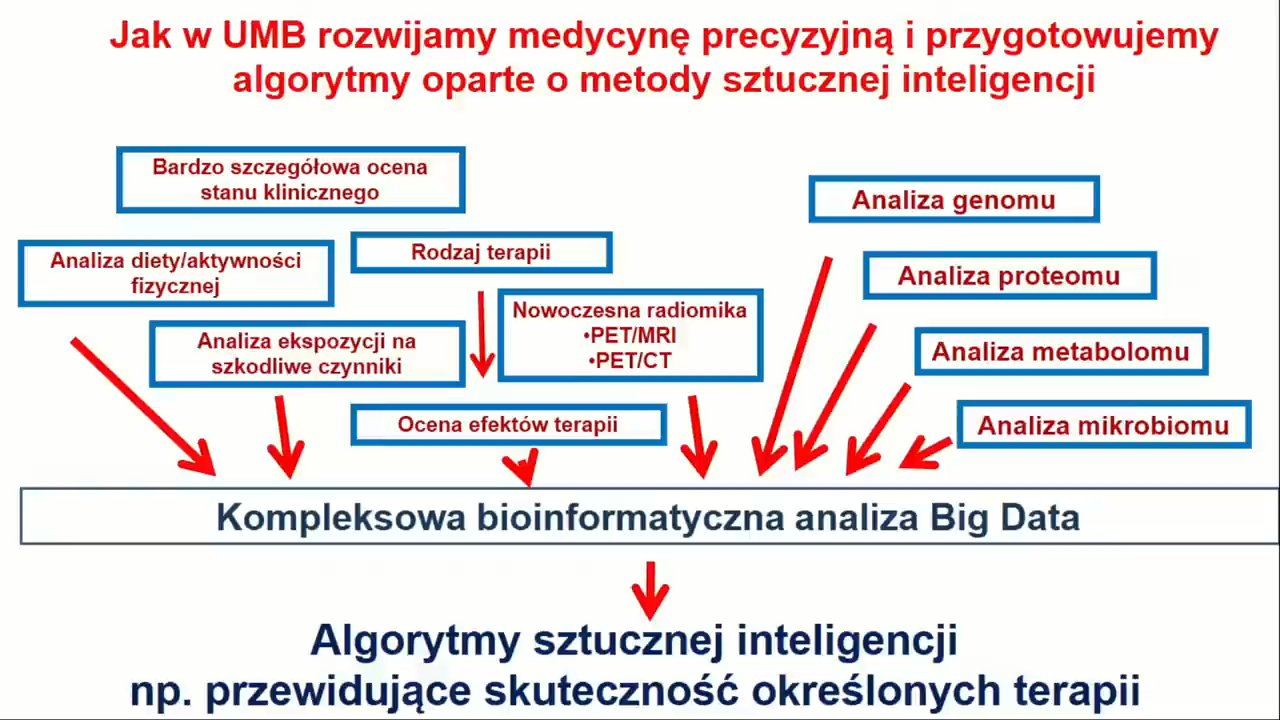 Jak w UMB rozwijamy medycynę precyzyjną i przygotowujemy
algorytmy oparte o metody sztucznej inteligencji
Bardzo szczegółowa ocena
stanu klinicznego
Analiza diety/aktywności
fizycznej
Rodzaj terapii
Analiza ekspozycji na
szkodliwe czynniki
Nowoczesna radiomika
•PET/MRI
•PET/CT
Ocena efektów terapii
Analiza genomu
Analiza proteomu
Analiza metabolomu
Analiza mikrobiomu
Kompleksowa bioinformatyczna analiza Big Data
Algorytmy sztucznej inteligencji
np. przewidujące skuteczność określonych terapii